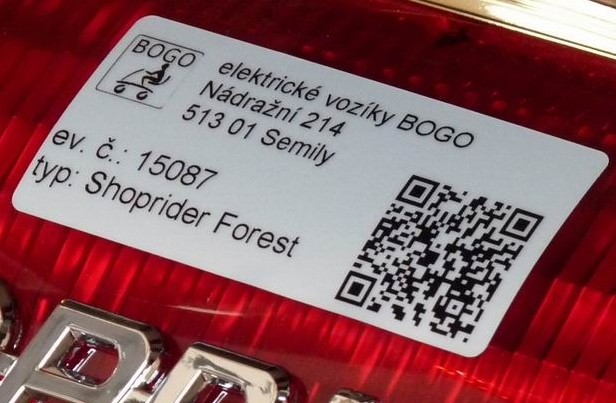 BOGO
elektrické vozíky BOGO
Nádražní 214
513 01 Semily
ev. č.: 15087
typ: Shoprider Forest